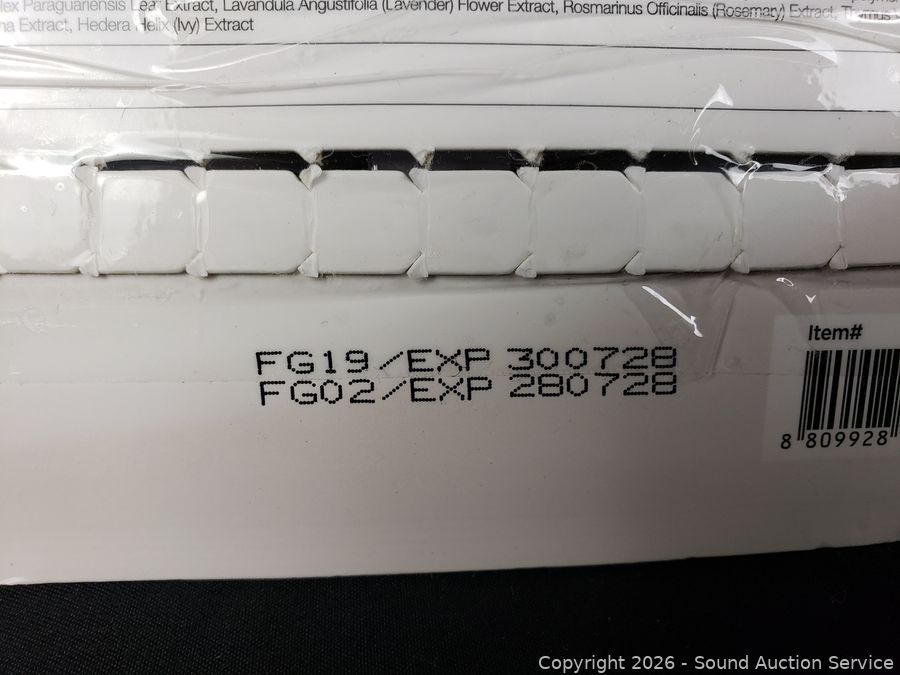 Paraguariensis Leaf Extract, Lavandula Angustifolia (Lavender) Flower Extract, Rosmarinus Officinalis (Rosemary) Extract,
Extract, Hedera Helix (Ivy) Extract
Item#
FG19/EXP 300728
FG02/EXP 280728
8 809928
Copyright 2026 - Sound Auction Service